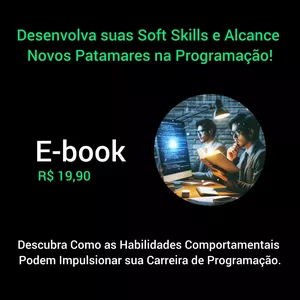 Desenvolva suas Soft Skills e Alcance
Novos Patamares na Programação!
E-book
R$ 19,90
Descubra Como as Habilidades Comportamentais
Podem Impulsionar sua Carreira de Programação.